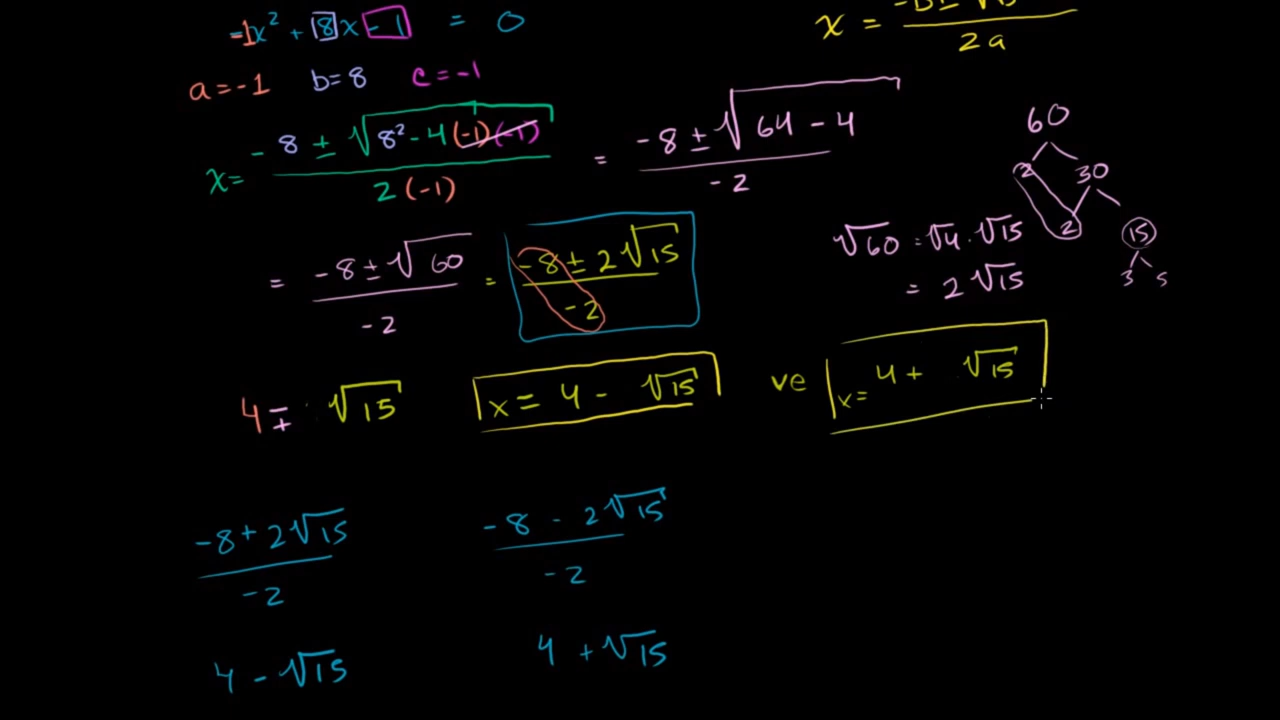 -1x² + 8x - 1 = 0
x = -b ± √ / 2a
a = -1 b = 8 c = -1
x = -8 ± √8² - 4(-1)(-1) / 2(-1) = -8 ± √64 - 4 / -2
60
2 30
2 15
3 5
√60 = √4 · √15
= 2√15
= -8 ± √60 / -2 = -8 ± 2√15 / -2
4 ∓ √15 x = 4 - √15 ve x = 4 + √15
-8 + 2√15 / -2 -8 - 2√15 / -2
4 - √15 4 + √15